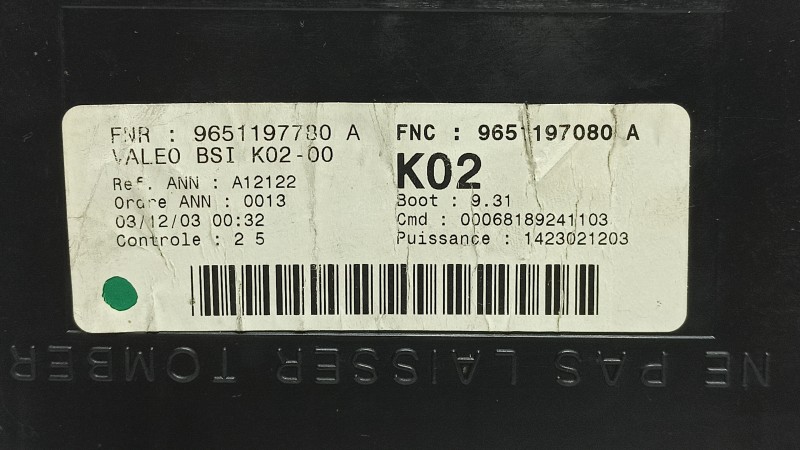 FNR : 9651197780 A
VALEO BSI K02-00
Ref. ANN : A12122
Ordre ANN : 0013
03/12/03 00:32
Controle : 2 5
FNC : 9651197080 A
K02
Boot : 9.31
Cmd : 00068189241103
Puissance : 1423021203
NE PAS LAISSER TOMBER